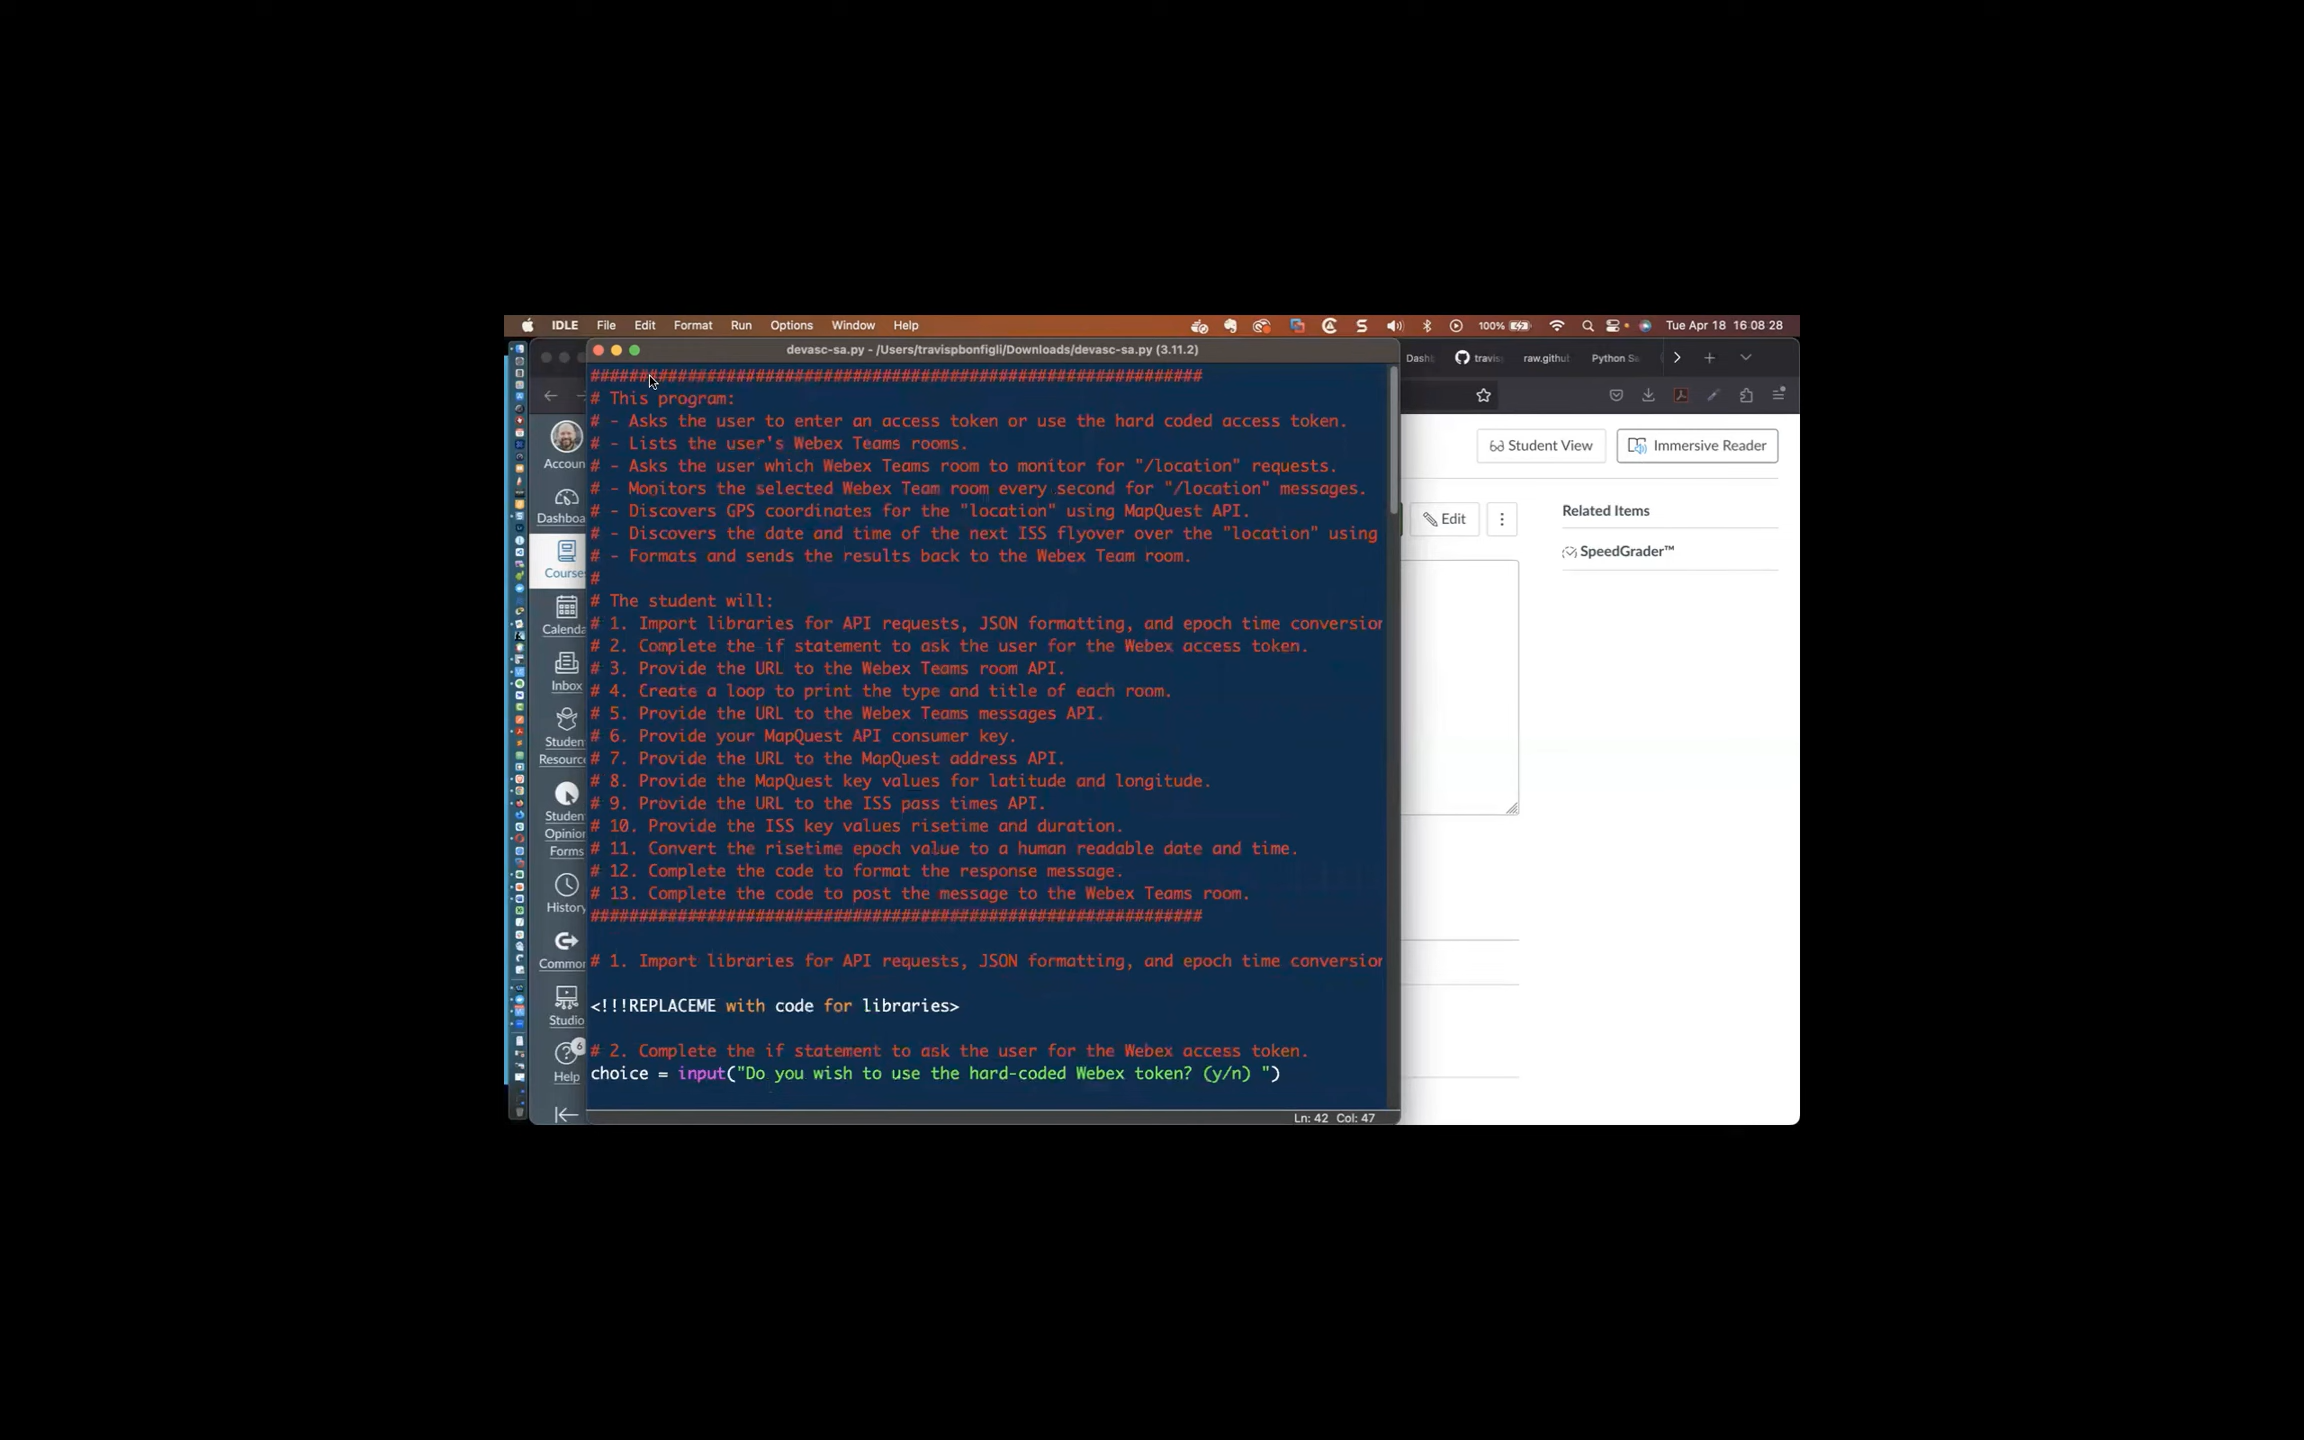 IDLE File Edit Format Run Options Window Help 100% Tue Apr 18 16 08 28
devasc-sa.py - /Users/travispbonfigli/Downloads/devasc-sa.py (3.11.2)
Dash travis raw.githu Python Sa
###############################################################
# This program:
# - Asks the user to enter an access token or use the hard coded access token.
# - Lists the user's Webex Teams rooms.
# - Asks the user which Webex Teams room to monitor for "/location" requests.
# - Monitors the selected Webex Team room every second for "/location" messages.
# - Discovers GPS coordinates for the "location" using MapQuest API.
# - Discovers the date and time of the next ISS flyover over the "location" using
# - Formats and sends the results back to the Webex Team room.
#
# The student will:
# 1. Import libraries for API requests, JSON formatting, and epoch time conversion
# 2. Complete the if statement to ask the user for the Webex access token.
# 3. Provide the URL to the Webex Teams room API.
# 4. Create a loop to print the type and title of each room.
# 5. Provide the URL to the Webex Teams messages API.
# 6. Provide your MapQuest API consumer key.
# 7. Provide the URL to the MapQuest address API.
# 8. Provide the MapQuest key values for latitude and longitude.
# 9. Provide the URL to the ISS pass times API.
# 10. Provide the ISS key values risetime and duration.
# 11. Convert the risetime epoch value to a human readable date and time.
# 12. Complete the code to format the response message.
# 13. Complete the code to post the message to the Webex Teams room.
###############################################################
# 1. Import libraries for API requests, JSON formatting, and epoch time conversion
<!!!REPLACEME with code for libraries>
# 2. Complete the if statement to ask the user for the Webex access token.
choice = input("Do you wish to use the hard-coded Webex token? (y/n) ")
Ln: 42 Col: 47
Accoun
Dashboa
Course
Calenda
Inbox
Studen
Resource
Studen
Opinio
Forms
History
Common
Studio
6
Help
Student View
Immersive Reader
Edit
Related Items
SpeedGrader™